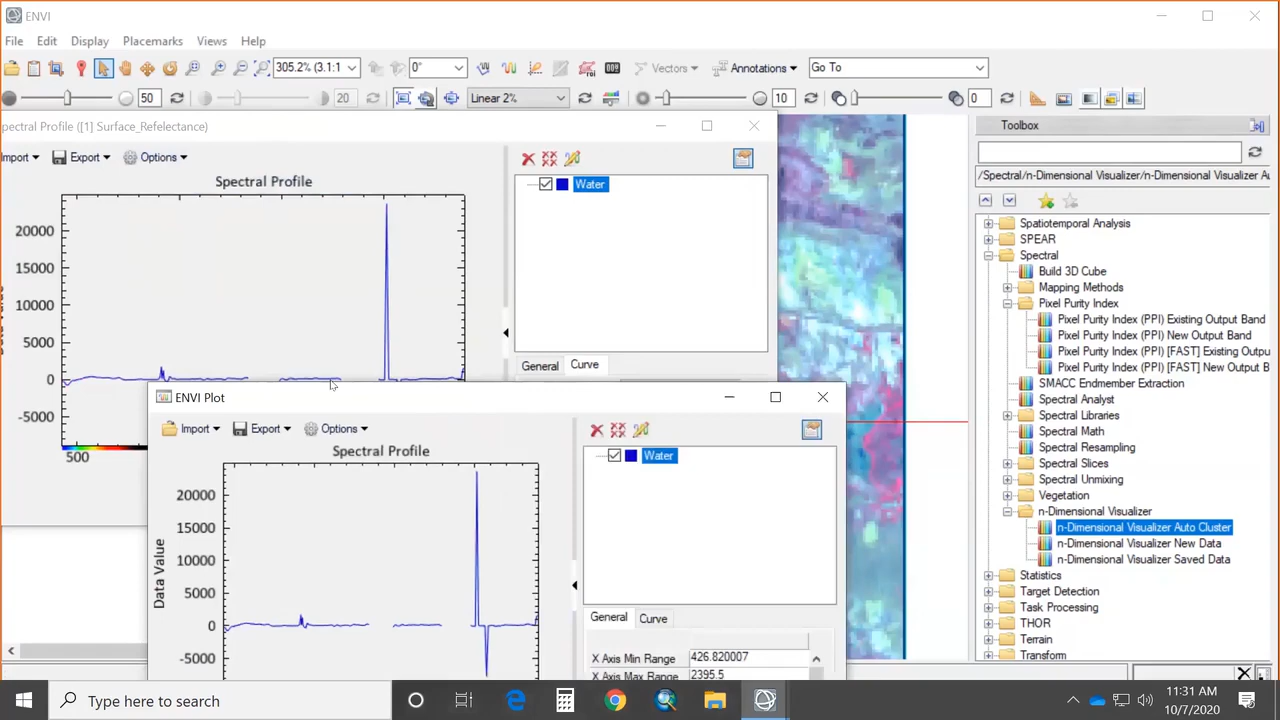 ENVI
File Edit Display Placemarks Views Help
305.2% (3.1:1 0° Vectors Annotations Go To
50 20 Linear 2% 10 0
Spectral Profile ([1] Surface_Refelectance)
Import Export Options
Spectral Profile
Water
20000
15000
10000
5000
0
-5000
500
General Curve
ENVI Plot
Import Export Options
Spectral Profile
Water
20000
15000
10000
5000
0
-5000
Data Value
General Curve
X Axis Min Range 426.820007
X Axis Max Range 2395.5
Toolbox
/Spectral/n-Dimensional Visualizer/n-Dimensional Visualizer Au
Spatiotemporal Analysis
SPEAR
Spectral
Build 3D Cube
Mapping Methods
Pixel Purity Index
Pixel Purity Index (PPI) Existing Output Band
Pixel Purity Index (PPI) New Output Band
Pixel Purity Index (PPI) [FAST] Existing Outpu
Pixel Purity Index (PPI) [FAST] New Output B
SMACC Endmember Extraction
Spectral Analyst
Spectral Libraries
Spectral Math
Spectral Resampling
Spectral Slices
Spectral Unmixing
Vegetation
n-Dimensional Visualizer
n-Dimensional Visualizer Auto Cluster
n-Dimensional Visualizer New Data
n-Dimensional Visualizer Saved Data
Statistics
Target Detection
Task Processing
THOR
Terrain
Transform
Type here to search
11:31 AM
10/7/2020